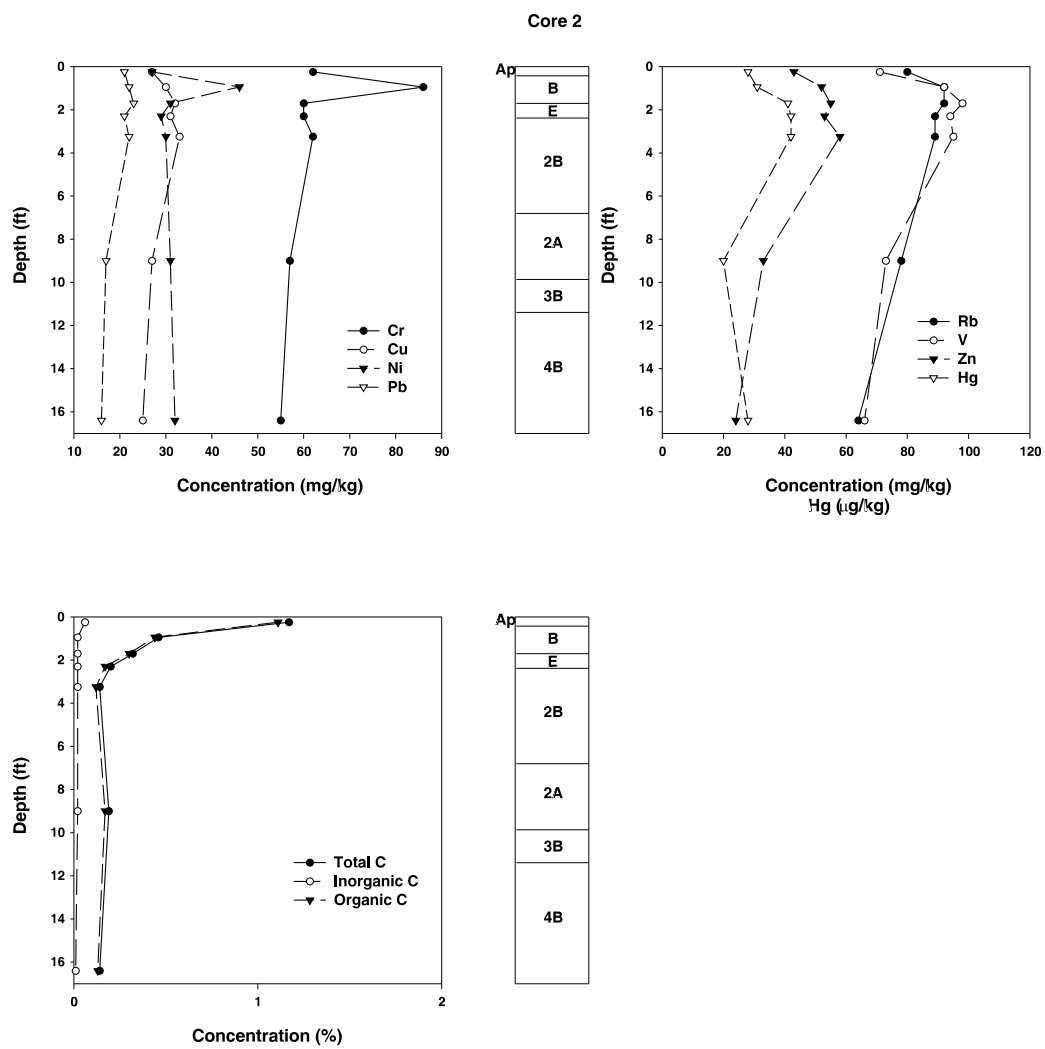 Core 2
0
2
4
6
8
10
12
14
16
Depth (ft)
10 20 30 40 50 60 70 80 90
Concentration (mg/kg)
Cr
Cu
Ni
Pb
Ap
B
E
2B
2A
3B
4B
0
2
4
6
8
10
12
14
16
Depth (ft)
0 20 40 60 80 100 120
Concentration (mg/kg)
Hg (µg/kg)
Rb
V
Zn
Hg
0
2
4
6
8
10
12
14
16
Depth (ft)
0 1 2
Concentration (%)
Total C
Inorganic C
Organic C
Ap
B
E
2B
2A
3B
4B